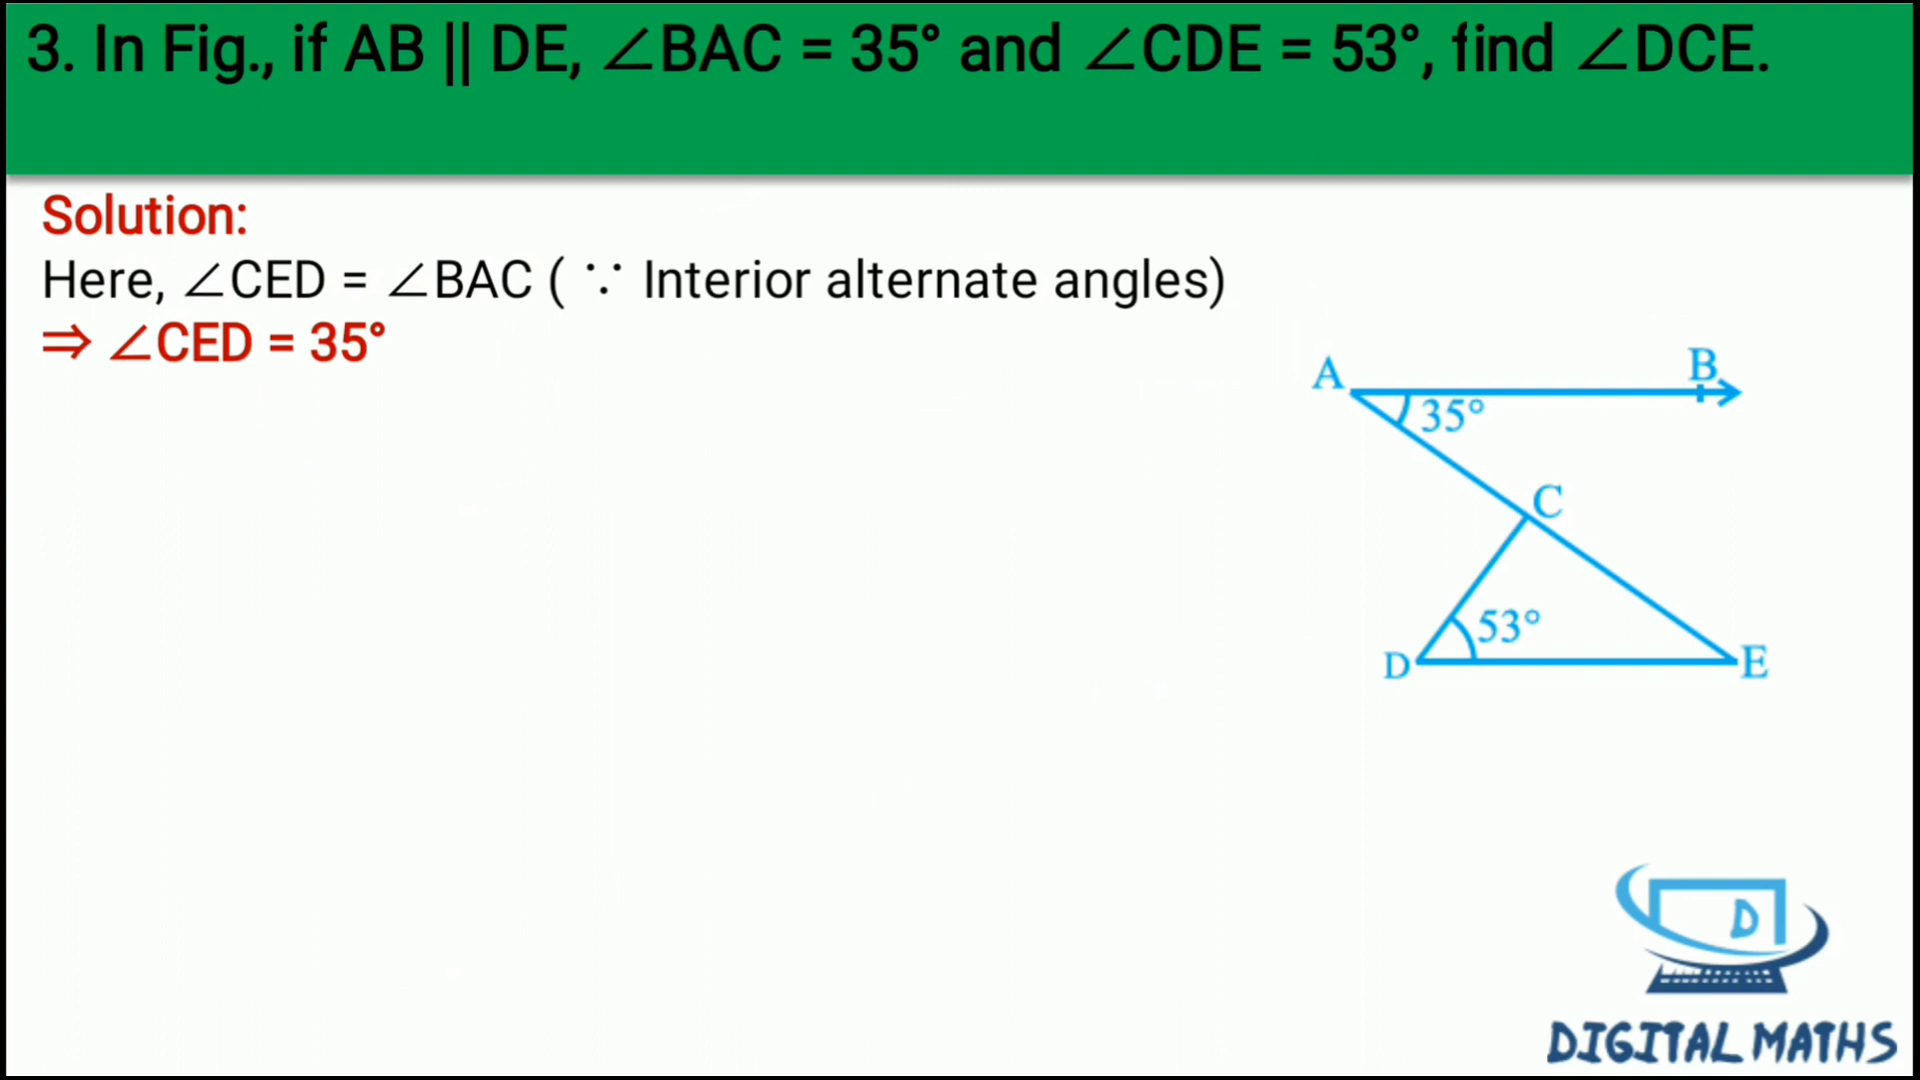 3. In Fig., if AB || DE, ∠BAC = 35° and ∠CDE = 53°, find ∠DCE.
Solution:
Here, ∠CED = ∠BAC ( ∵ Interior alternate angles)
⇒ ∠CED = 35°
A
B
35°
C
53°
D
E
D
DIGITAL MATHS